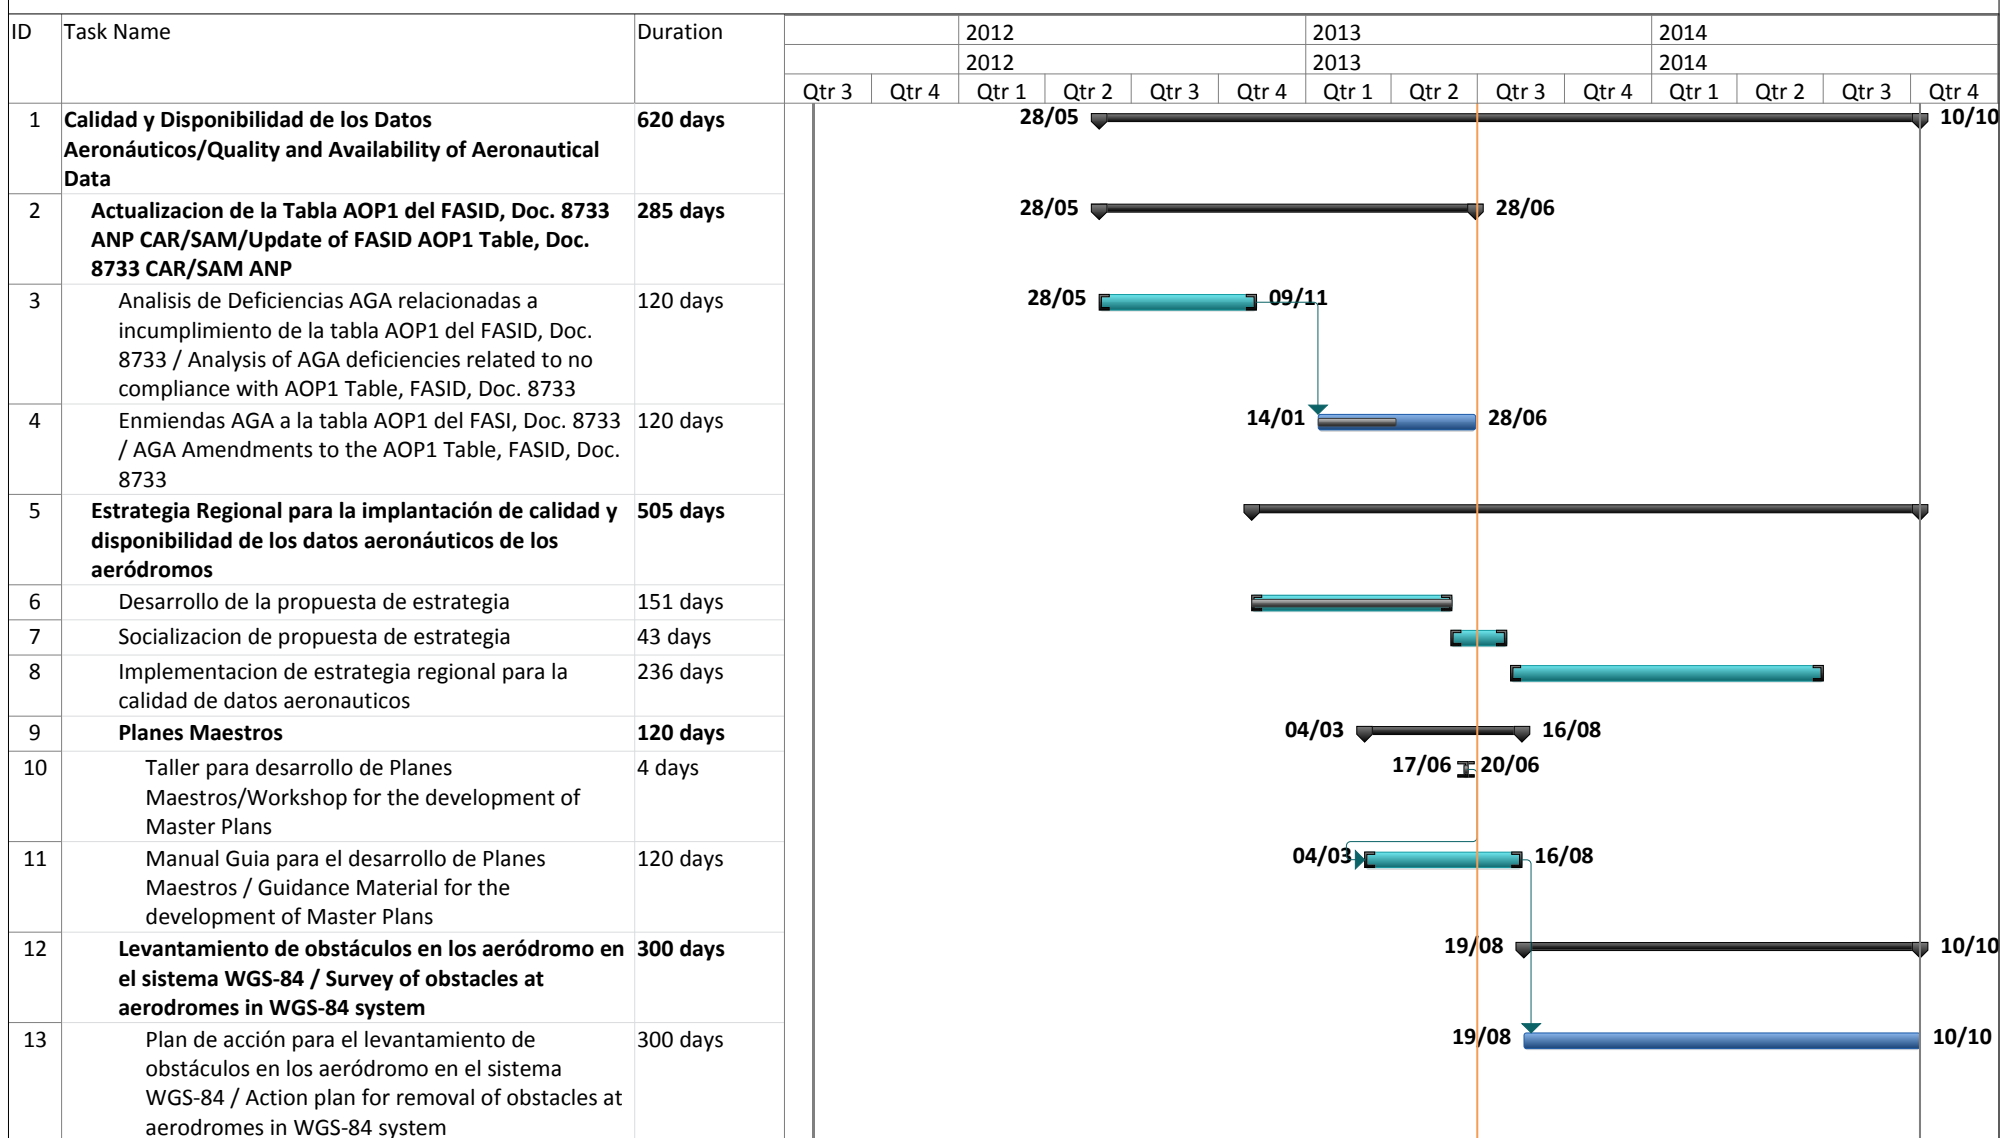 ID Task Name Duration 2012 2013 2014
2012 2013 2014
Qtr 3 Qtr 4 Qtr 1 Qtr 2 Qtr 3 Qtr 4 Qtr 1 Qtr 2 Qtr 3 Qtr 4 Qtr 1 Qtr 2 Qtr 3 Qtr 4
1 Calidad y Disponibilidad de los Datos 620 days 28/05 10/10
Aeronáuticos/Quality and Availability of Aeronautical
Data
2 Actualizacion de la Tabla AOP1 del FASID, Doc. 8733 285 days 28/05 28/06
ANP CAR/SAM/Update of FASID AOP1 Table, Doc.
8733 CAR/SAM ANP
3 Analisis de Deficiencias AGA relacionadas a 120 days 28/05 09/11
incumplimiento de la tabla AOP1 del FASID, Doc.
8733 / Analysis of AGA deficiencies related to no
compliance with AOP1 Table, FASID, Doc. 8733
4 Enmiendas AGA a la tabla AOP1 del FASI, Doc. 8733 120 days 14/01 28/06
/ AGA Amendments to the AOP1 Table, FASID, Doc.
8733
5 Estrategia Regional para la implantación de calidad y 505 days
disponibilidad de los datos aeronáuticos de los
aeródromos
6 Desarrollo de la propuesta de estrategia 151 days
7 Socializacion de propuesta de estrategia 43 days
8 Implementacion de estrategia regional para la 236 days
calidad de datos aeronauticos
9 Planes Maestros 120 days 04/03 16/08
10 Taller para desarrollo de Planes 4 days 17/06 20/06
Maestros/Workshop for the development of
Master Plans
11 Manual Guia para el desarrollo de Planes 120 days 04/03 16/08
Maestros / Guidance Material for the
development of Master Plans
12 Levantamiento de obstáculos en los aeródromo en 300 days 19/08 10/10
el sistema WGS-84 / Survey of obstacles at
aerodromes in WGS-84 system
13 Plan de acción para el levantamiento de 300 days 19/08 10/10
obstáculos en los aeródromo en el sistema
WGS-84 / Action plan for removal of obstacles at
aerodromes in WGS-84 system